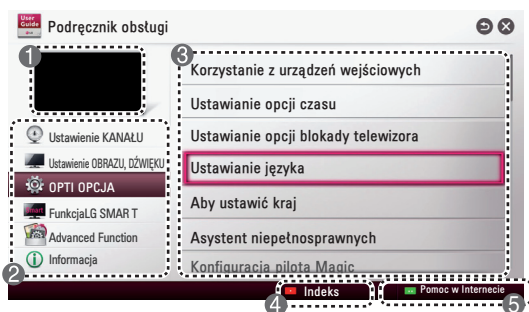 User
Guide
Podręcznik obsługi
1
3
Korzystanie z urządzeń wejściowych
Ustawianie opcji czasu
Ustawianie opcji blokady telewizora
Ustawianie języka
Aby ustawić kraj
Asystent niepełnosprawnych
Konfiguracja pilota Magic
Ustawienie KANAŁU
Ustawienie OBRAZU, DŹWIĘKU
OPTI OPCJA
smart
FunkcjaLG SMART T
Advanced Function
Informacja
2
Indeks
Pomoc w Internecie
4
5